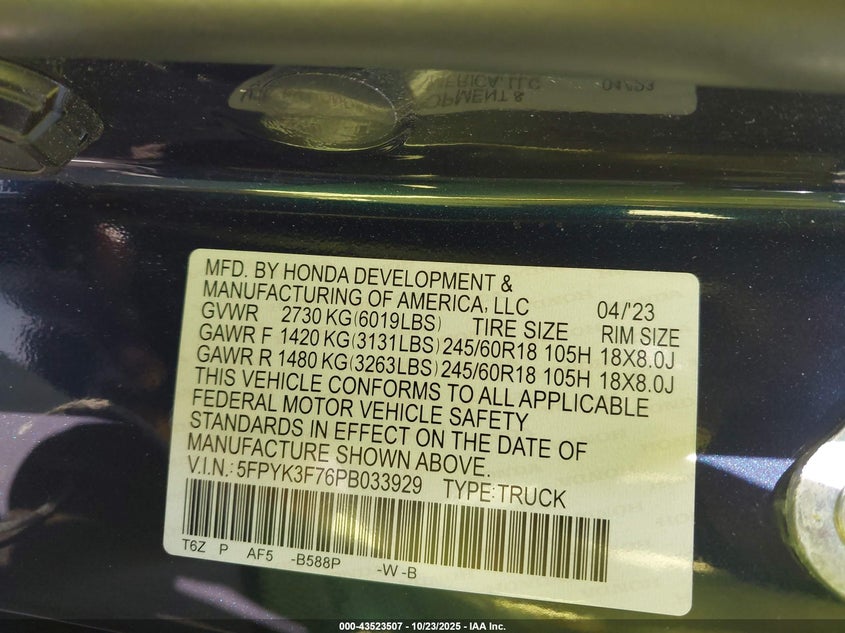 MFD. BY HONDA DEVELOPMENT &
MANUFACTURING OF AMERICA, LLC 04/'23
GVWR 2730 KG(6019LBS) TIRE SIZE RIM SIZE
GAWR F 1420 KG(3131LBS) 245/60R18 105H 18X8.0J
GAWR R 1480 KG(3263LBS) 245/60R18 105H 18X8.0J
THIS VEHICLE CONFORMS TO ALL APPLICABLE
FEDERAL MOTOR VEHICLE SAFETY
STANDARDS IN EFFECT ON THE DATE OF
MANUFACTURE SHOWN ABOVE.
V.I.N.: 5FPYK3F76PB033929 TYPE:TRUCK
T6Z P AF5 -B588P -W -B
000-43523507 - 10/23/2025 - IAA Inc.